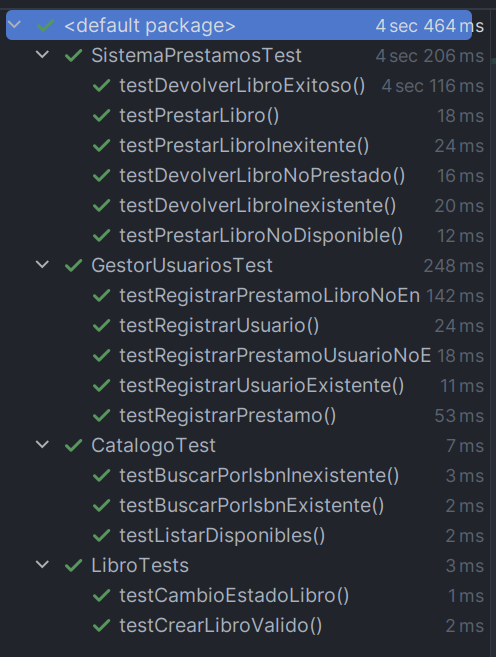 <default package> 4 sec 464 ms
SistemaPrestamosTest 4 sec 206 ms
testDevolverLibroExitoso() 4 sec 116 ms
testPrestarLibro() 18 ms
testPrestarLibroInexitente() 24 ms
testDevolverLibroNoPrestado() 16 ms
testDevolverLibroInexistente() 20 ms
testPrestarLibroNoDisponible() 12 ms
GestorUsuariosTest 248 ms
testRegistrarPrestamoLibroNoEn 142 ms
testRegistrarUsuario() 24 ms
testRegistrarPrestamoUsuarioNoE 18 ms
testRegistrarUsuarioExistente() 11 ms
testRegistrarPrestamo() 53 ms
CatalogoTest 7 ms
testBuscarPorIsbnInexistente() 3 ms
testBuscarPorIsbnExistente() 2 ms
testListarDisponibles() 2 ms
LibroTests 3 ms
testCambioEstadoLibro() 1 ms
testCrearLibroValido() 2 ms